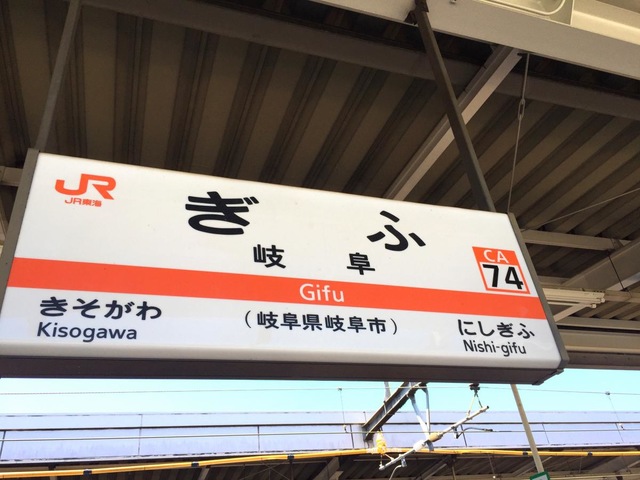 JR
JR東海
ぎふ
岐阜
CA
74
Gifu
きそがわ
Kisogawa
(岐阜県岐阜市)
にしぎふ
Nishi-gifu